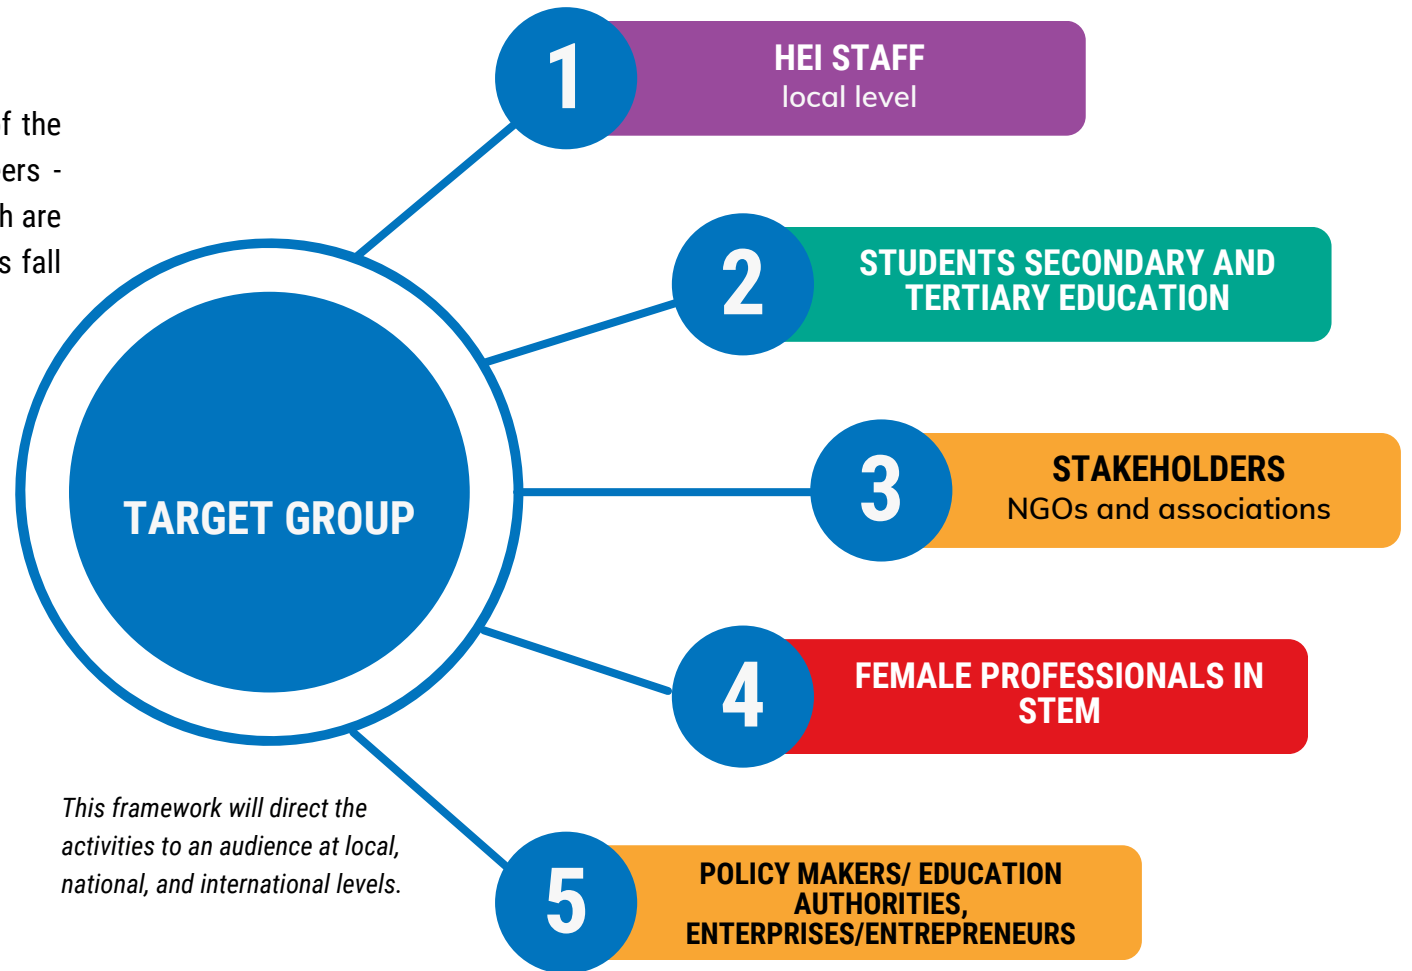 f the
ers -
h are
s fall
1
HEI STAFF
local level
2
STUDENTS SECONDARY AND
TERTIARY EDUCATION
TARGET GROUP
3
STAKEHOLDERS
NGOs and associations
4
FEMALE PROFESSIONALS IN
STEM
This framework will direct the
activities to an audience at local,
national, and international levels.
5
POLICY MAKERS/ EDUCATION
AUTHORITIES,
ENTERPRISES/ENTREPRENEURS